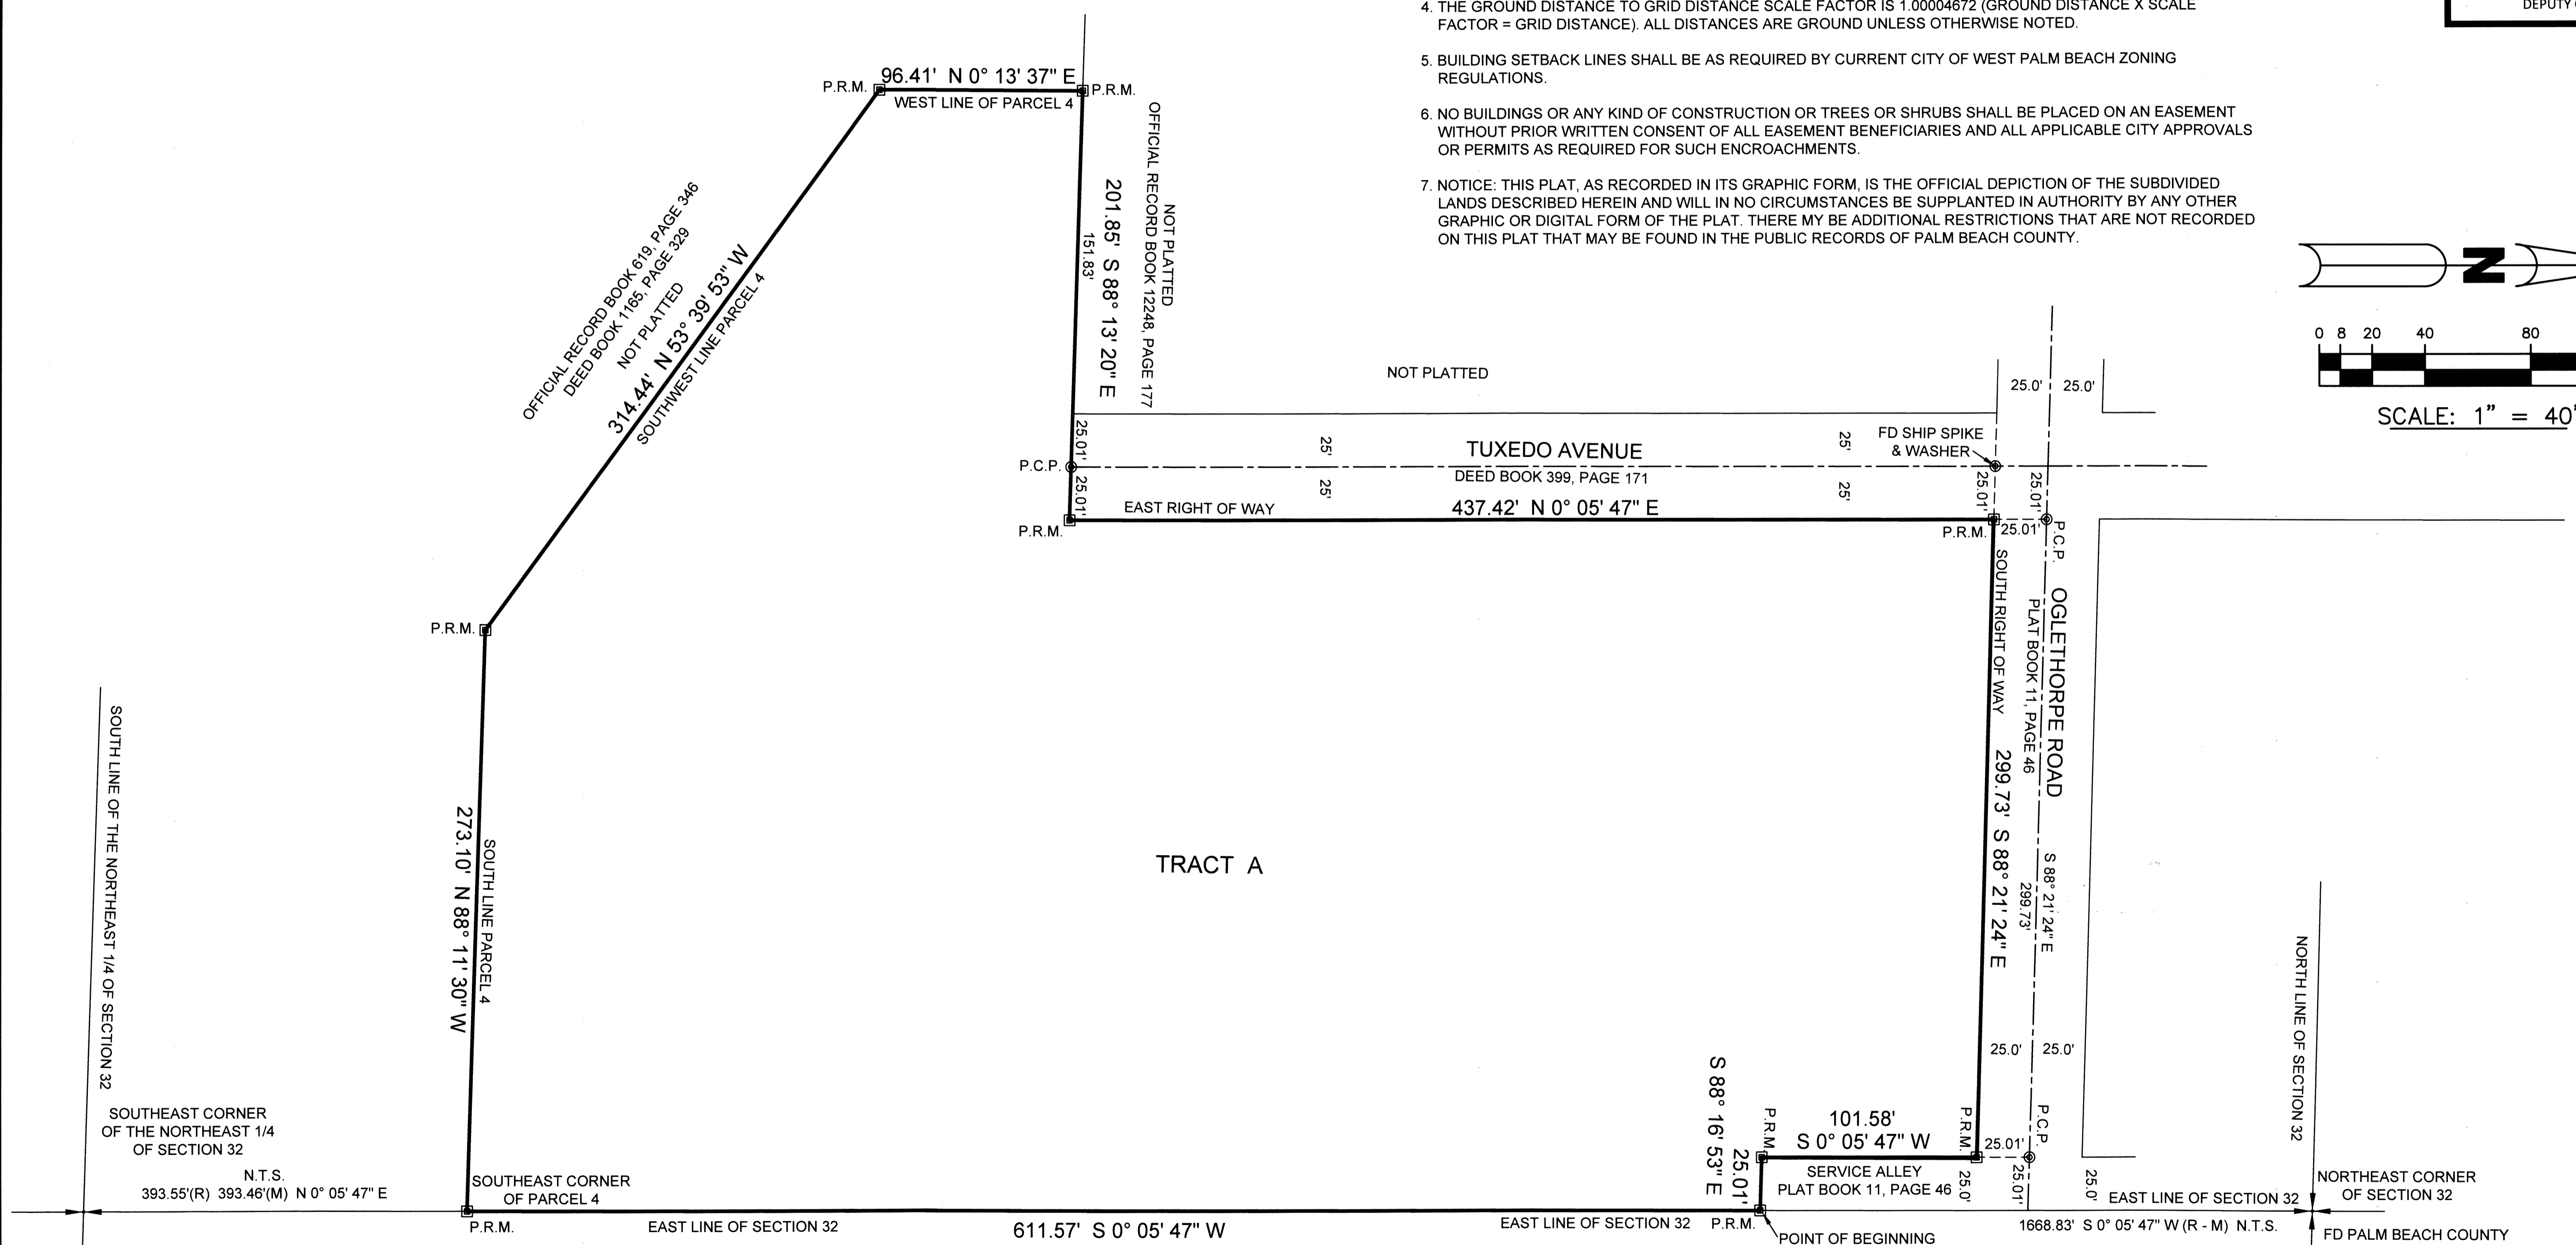 4. THE GROUND DISTANCE TO GRID DISTANCE SCALE FACTOR IS 1.00004672 (GROUND DISTANCE X SCALE
FACTOR = GRID DISTANCE). ALL DISTANCES ARE GROUND UNLESS OTHERWISE NOTED.
5. BUILDING SETBACK LINES SHALL BE AS REQUIRED BY CURRENT CITY OF WEST PALM BEACH ZONING
REGULATIONS.
6. NO BUILDINGS OR ANY KIND OF CONSTRUCTION OR TREES OR SHRUBS SHALL BE PLACED ON AN EASEMENT
WITHOUT PRIOR WRITTEN CONSENT OF ALL EASEMENT BENEFICIARIES AND ALL APPLICABLE CITY APPROVALS
OR PERMITS AS REQUIRED FOR SUCH ENCROACHMENTS.
7. NOTICE: THIS PLAT, AS RECORDED IN ITS GRAPHIC FORM, IS THE OFFICIAL DEPICTION OF THE SUBDIVIDED
LANDS DESCRIBED HEREIN AND WILL IN NO CIRCUMSTANCES BE SUPPLANTED IN AUTHORITY BY ANY OTHER
GRAPHIC OR DIGITAL FORM OF THE PLAT. THERE MY BE ADDITIONAL RESTRICTIONS THAT ARE NOT RECORDED
ON THIS PLAT THAT MAY BE FOUND IN THE PUBLIC RECORDS OF PALM BEACH COUNTY.
DEPUTY
N
0 8 20 40 80
SCALE: 1" = 40'
P.R.M.
96.41' N 0° 13' 37" E
WEST LINE OF PARCEL 4
P.R.M.
NOT PLATTED
OFFICIAL RECORD BOOK 12248, PAGE 177
201.85' S 88° 13' 20" E
151.83'
OFFICIAL RECORD BOOK 619, PAGE 346
DEED BOOK 1165, PAGE 329
NOT PLATTED
314.44' N 53° 39' 53" W
SOUTHWEST LINE PARCEL 4
NOT PLATTED
25.0' 25.0'
25.01'
P.C.P.
25.01'
P.R.M.
25' 25'
TUXEDO AVENUE
DEED BOOK 399, PAGE 171
25' 25'
FD SHIP SPIKE
& WASHER
EAST RIGHT OF WAY
437.42' N 0° 05' 47" E
25.01'
25.01'
P.R.M.
25.01'
P.C.P.
OGLETHORPE ROAD
PLAT BOOK 11, PAGE 46
SOUTH RIGHT OF WAY
299.73' S 88° 21' 24" E
S 88° 21' 24" E
299.73'
25.0' 25.0'
P.R.M.
SOUTH LINE OF THE NORTHEAST 1/4 OF SECTION 32
SOUTH LINE PARCEL 4
273.10' N 88° 11' 30" W
TRACT A
NORTH LINE OF SECTION 32
SOUTHEAST CORNER
OF THE NORTHEAST 1/4
OF SECTION 32
N.T.S.
393.55'(R) 393.46'(M) N 0° 05' 47" E
SOUTHEAST CORNER
OF PARCEL 4
P.R.M.
EAST LINE OF SECTION 32
611.57' S 0° 05' 47" W
EAST LINE OF SECTION 32
P.R.M.
POINT OF BEGINNING
S 88° 16' 53" E
25.01'
P.R.M.
101.58'
S 0° 05' 47" W
SERVICE ALLEY
PLAT BOOK 11, PAGE 46
P.R.M.
25.01'
P.C.P.
25.0'
25.01'
25.0'
EAST LINE OF SECTION 32
1668.83' S 0° 05' 47" W (R - M) N.T.S.
NORTHEAST CORNER
OF SECTION 32
FD PALM BEACH COUNTY